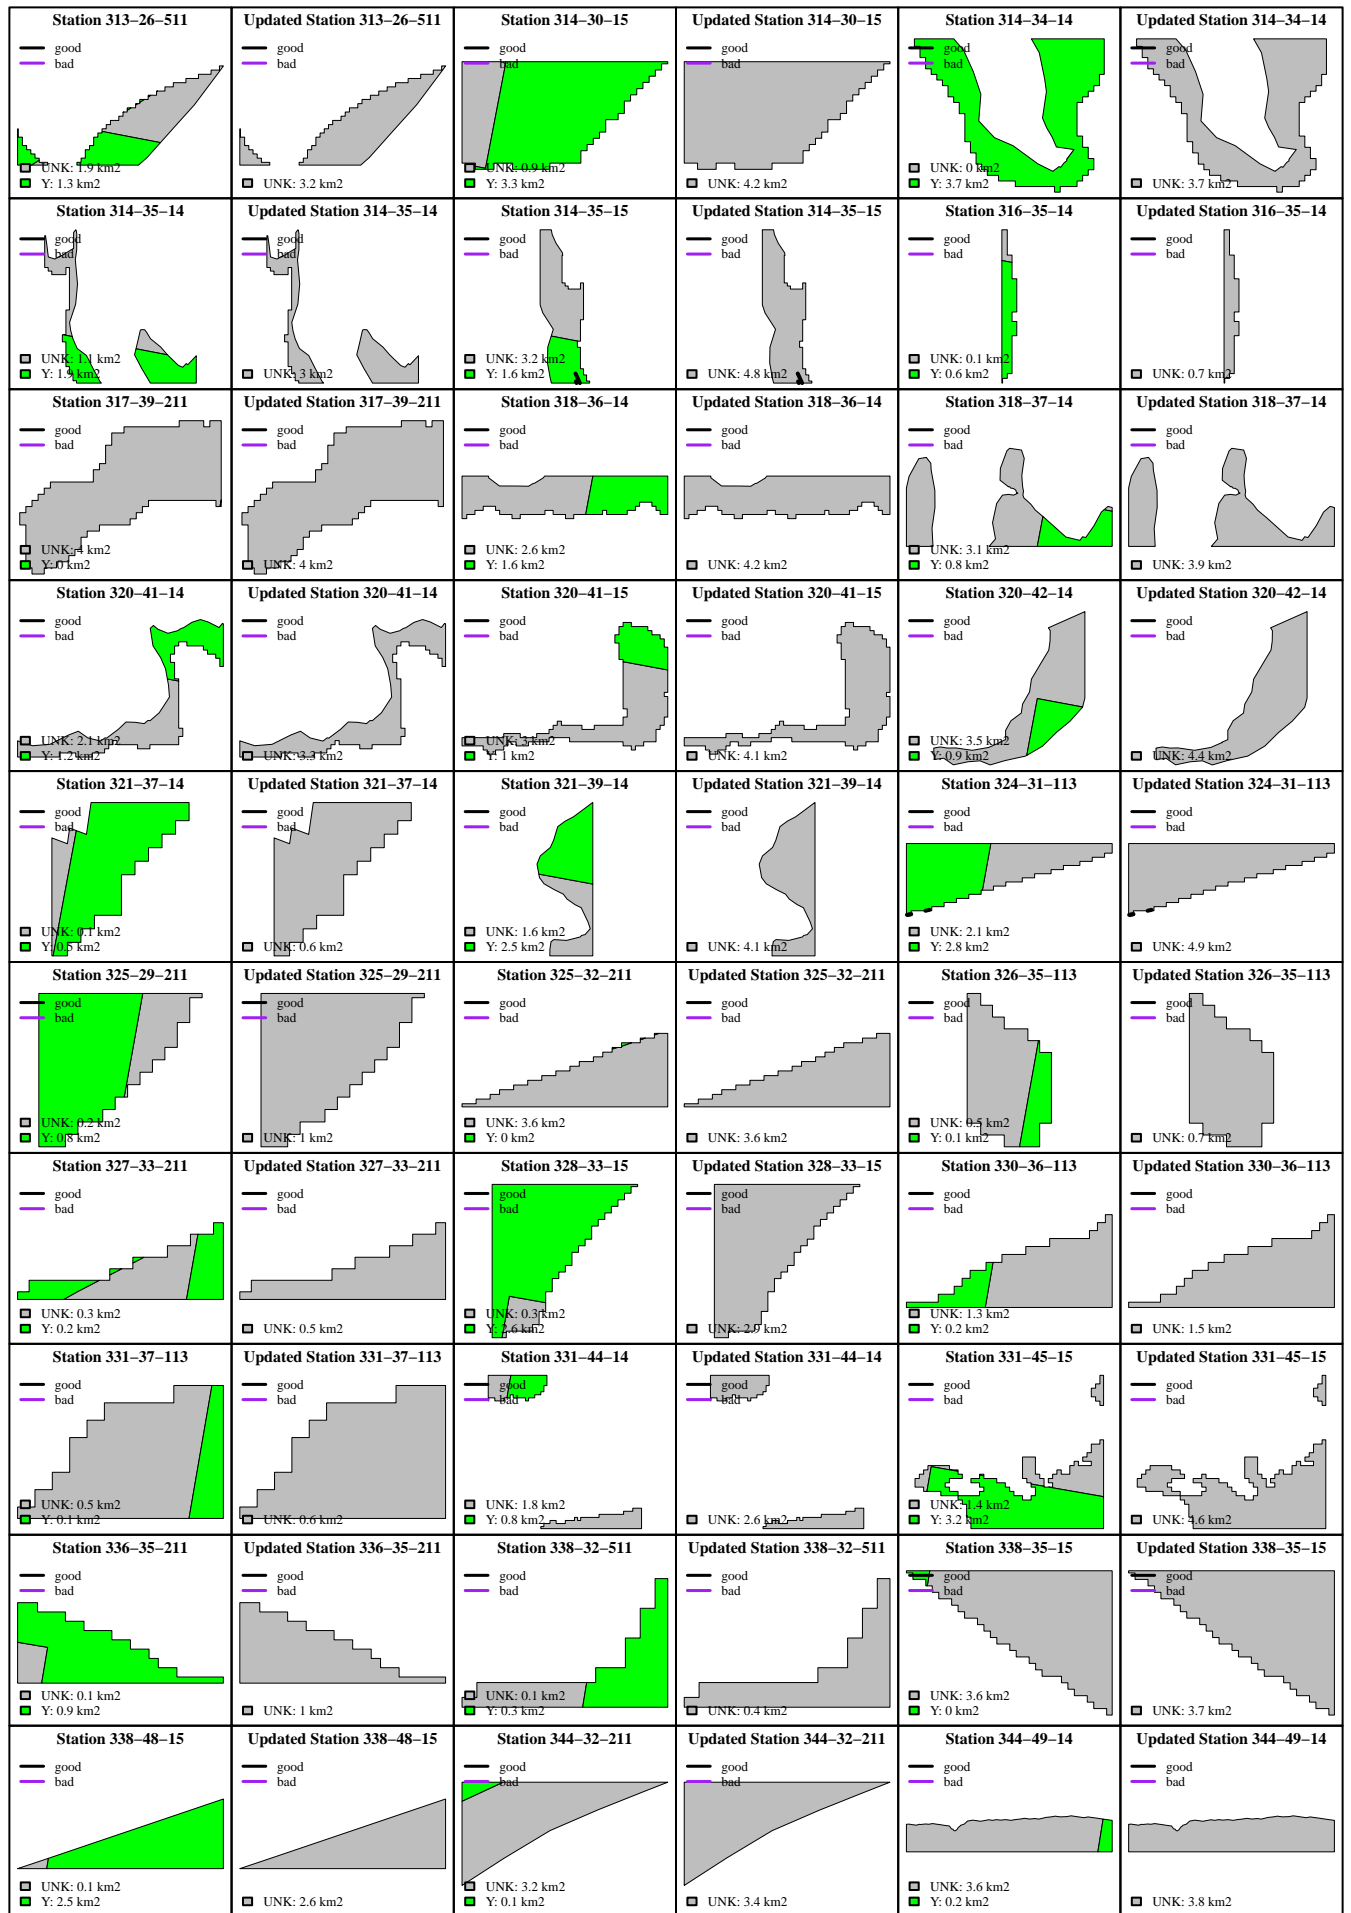 Station 313−26−511
good
bad
UNK: 1.9 km2
Y: 1.3 km2
Updated Station 313−26−511
good
bad
UNK: 3.2 km2
Station 314−30−15
good
bad
UNK: 0.9 km2
Y: 3.3 km2
Updated Station 314−30−15
good
bad
UNK: 4.2 km2
Station 314−34−14
good
bad
UNK: 0 km2
Y: 3.7 km2
Updated Station 314−34−14
good
bad
UNK: 3.7 km2
Station 314−35−14
good
bad
UNK: 1.1 km2
Y: 1.9 km2
Updated Station 314−35−14
good
bad
UNK: 3 km2
Station 314−35−15
good
bad
UNK: 3.2 km2
Y: 1.6 km2
Updated Station 314−35−15
good
bad
UNK: 4.8 km2
Station 316−35−14
good
bad
UNK: 0.1 km2
Y: 0.6 km2
Updated Station 316−35−14
good
bad
UNK: 0.7 km2
Station 317−39−211
good
bad
UNK: 4 km2
Y: 0 km2
Updated Station 317−39−211
good
bad
UNK: 4 km2
Station 318−36−14
good
bad
UNK: 2.6 km2
Y: 1.6 km2
Updated Station 318−36−14
good
bad
UNK: 4.2 km2
Station 318−37−14
good
bad
UNK: 3.1 km2
Y: 0.8 km2
Updated Station 318−37−14
good
bad
UNK: 3.9 km2
Station 320−41−14
good
bad
UNK: 2.1 km2
Y: 1.2 km2
Updated Station 320−41−14
good
bad
UNK: 3.3 km2
Station 320−41−15
good
bad
UNK: 3 km2
Y: 1 km2
Updated Station 320−41−15
good
bad
UNK: 4.1 km2
Station 320−42−14
good
bad
UNK: 3.5 km2
Y: 0.9 km2
Updated Station 320−42−14
good
bad
UNK: 4.4 km2
Station 321−37−14
good
bad
UNK: 0.1 km2
Y: 0.5 km2
Updated Station 321−37−14
good
bad
UNK: 0.6 km2
Station 321−39−14
good
bad
UNK: 1.6 km2
Y: 2.5 km2
Updated Station 321−39−14
good
bad
UNK: 4.1 km2
Station 324−31−113
good
bad
UNK: 2.1 km2
Y: 2.8 km2
Updated Station 324−31−113
good
bad
UNK: 4.9 km2
Station 325−29−211
good
bad
UNK: 0.2 km2
Y: 0.8 km2
Updated Station 325−29−211
good
bad
UNK: 1 km2
Station 325−32−211
good
bad
UNK: 3.6 km2
Y: 0 km2
Updated Station 325−32−211
good
bad
UNK: 3.6 km2
Station 326−35−113
good
bad
UNK: 0.5 km2
Y: 0.1 km2
Updated Station 326−35−113
good
bad
UNK: 0.7 km2
Station 327−33−211
good
bad
UNK: 0.3 km2
Y: 0.2 km2
Updated Station 327−33−211
good
bad
UNK: 0.5 km2
Station 328−33−15
good
bad
UNK: 0.3 km2
Y: 2.6 km2
Updated Station 328−33−15
good
bad
UNK: 2.9 km2
Station 330−36−113
good
bad
UNK: 1.3 km2
Y: 0.2 km2
Updated Station 330−36−113
good
bad
UNK: 1.5 km2
Station 331−37−113
good
bad
UNK: 0.5 km2
Y: 0.1 km2
Updated Station 331−37−113
good
bad
UNK: 0.6 km2
Station 331−44−14
good
bad
UNK: 1.8 km2
Y: 0.8 km2
Updated Station 331−44−14
good
bad
UNK: 2.6 km2
Station 331−45−15
good
bad
UNK: 1.4 km2
Y: 3.2 km2
Updated Station 331−45−15
good
bad
UNK: 4.6 km2
Station 336−35−211
good
bad
UNK: 0.1 km2
Y: 0.9 km2
Updated Station 336−35−211
good
bad
UNK: 1 km2
Station 338−32−511
good
bad
UNK: 0.1 km2
Y: 0.3 km2
Updated Station 338−32−511
good
bad
UNK: 0.4 km2
Station 338−35−15
good
bad
UNK: 3.6 km2
Y: 0 km2
Updated Station 338−35−15
good
bad
UNK: 3.7 km2
Station 338−48−15
good
bad
UNK: 0.1 km2
Y: 2.5 km2
Updated Station 338−48−15
good
bad
UNK: 2.6 km2
Station 344−32−211
good
bad
UNK: 3.2 km2
Y: 0.1 km2
Updated Station 344−32−211
good
bad
UNK: 3.4 km2
Station 344−49−14
good
bad
UNK: 3.6 km2
Y: 0.2 km2
Updated Station 344−49−14
good
bad
UNK: 3.8 km2